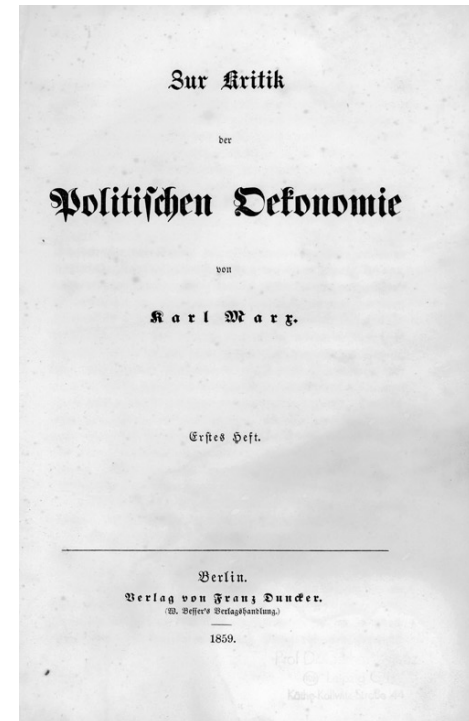 Zur Kritik
der
Politiſchen Oekonomie
von
Karl Marx.
Erſtes Heft.
Berlin.
Verlag von Franz Duncker.
(W. Beſſer's Verlagshandlung.)
1859.